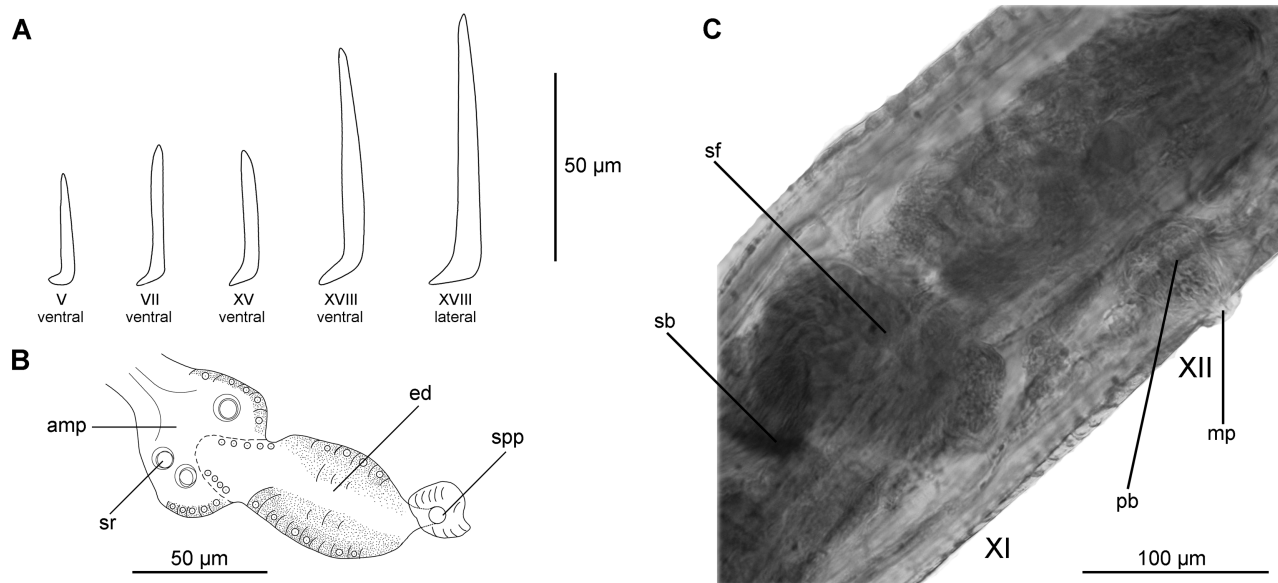 A
V
ventral
VII
ventral
XV
ventral
XVIII
ventral
XVIII
lateral
50 µm
B
amp
sr
ed
spp
50 µm
C
sf
sb
XII
mp
pb
XI
100 µm